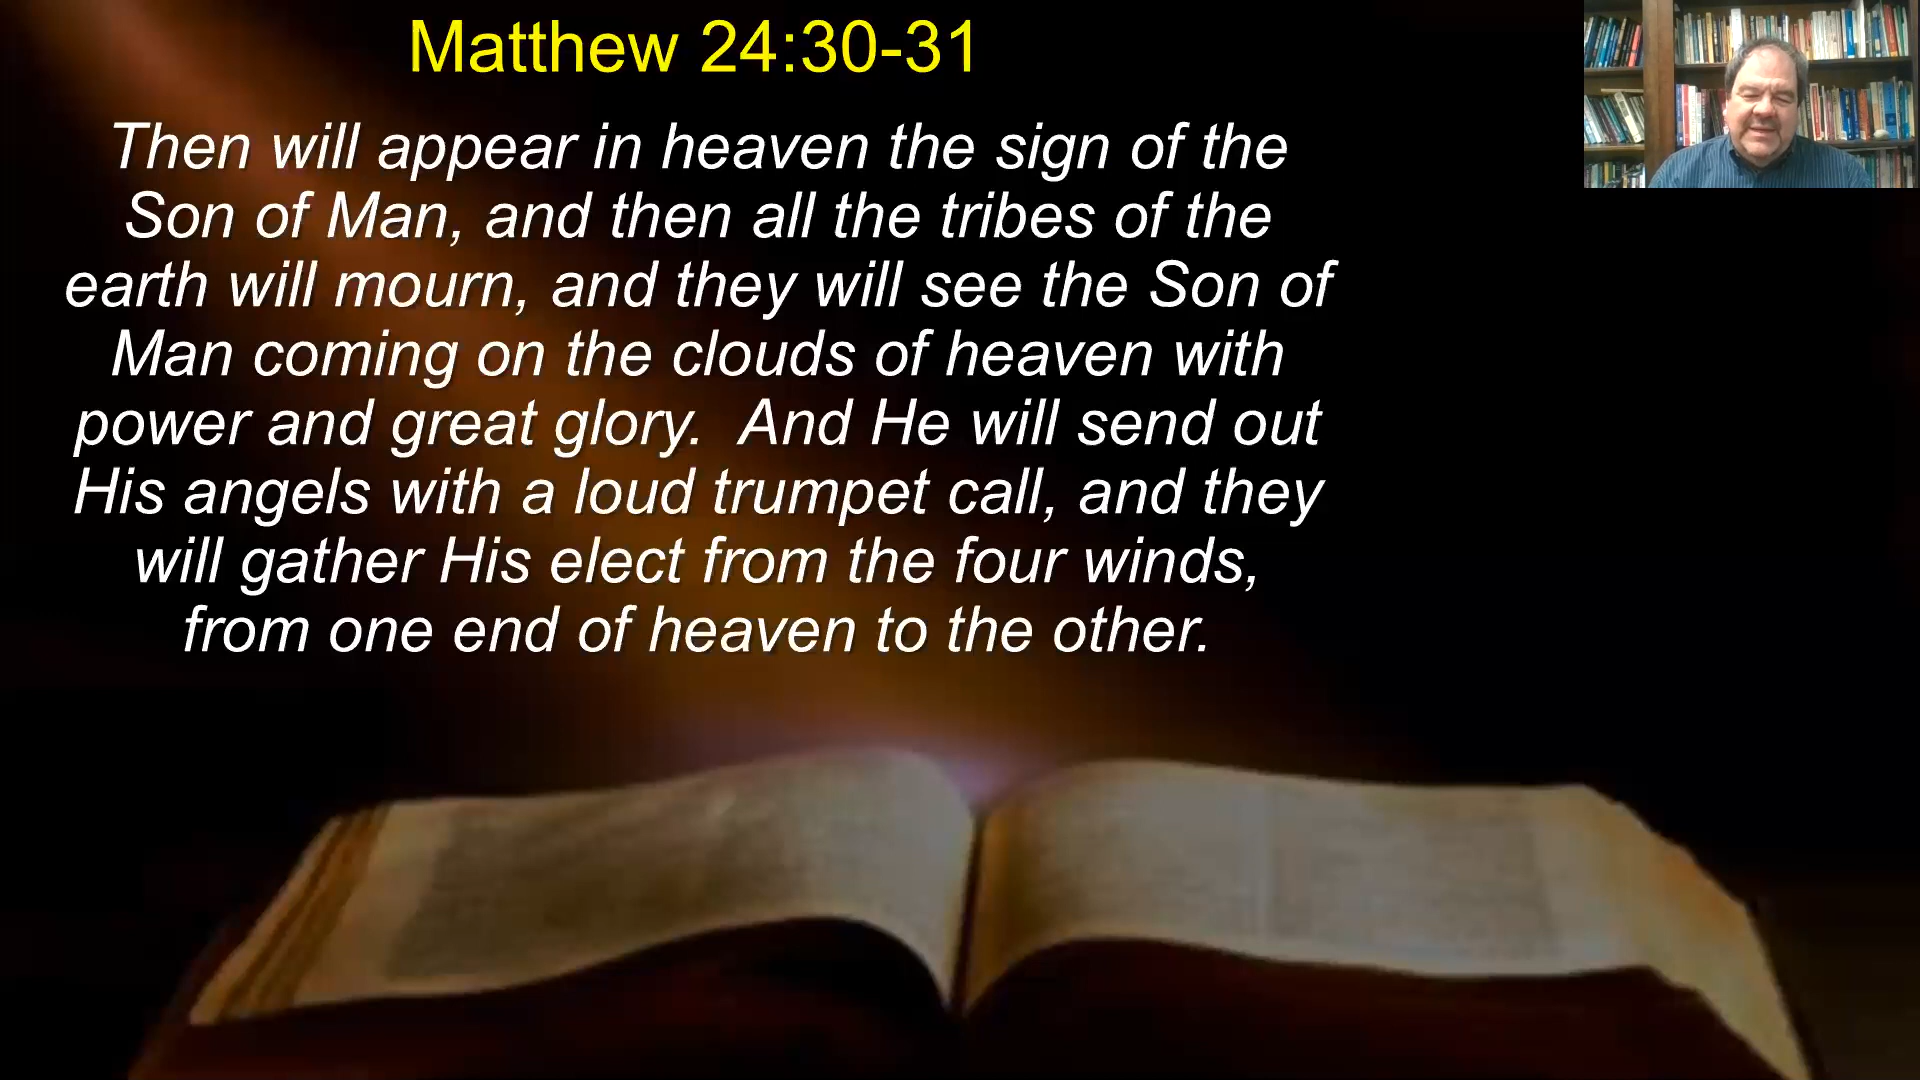 Matthew 24:30-31
Then will appear in heaven the sign of the
Son of Man, and then all the tribes of the
earth will mourn, and they will see the Son of
Man coming on the clouds of heaven with
power and great glory.  And He will send out
His angels with a loud trumpet call, and they
will gather His elect from the four winds,
from one end of heaven to the other.